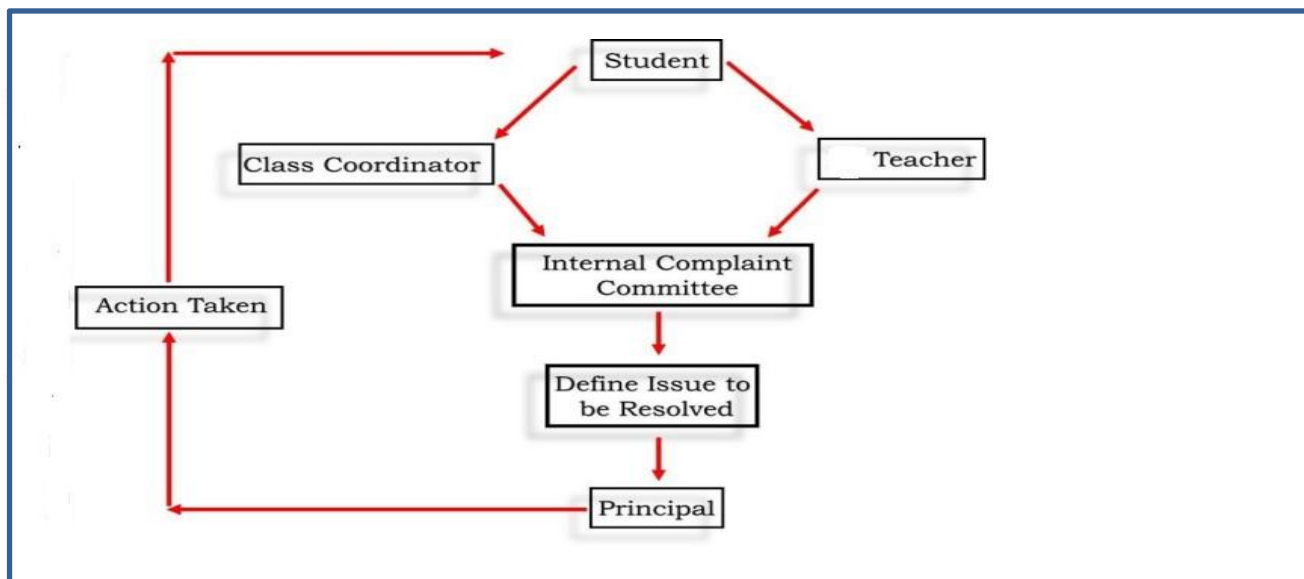 Student
Class Coordinator
Teacher
Internal Complaint
Committee
Action Taken
Define Issue to
be Resolved
Principal